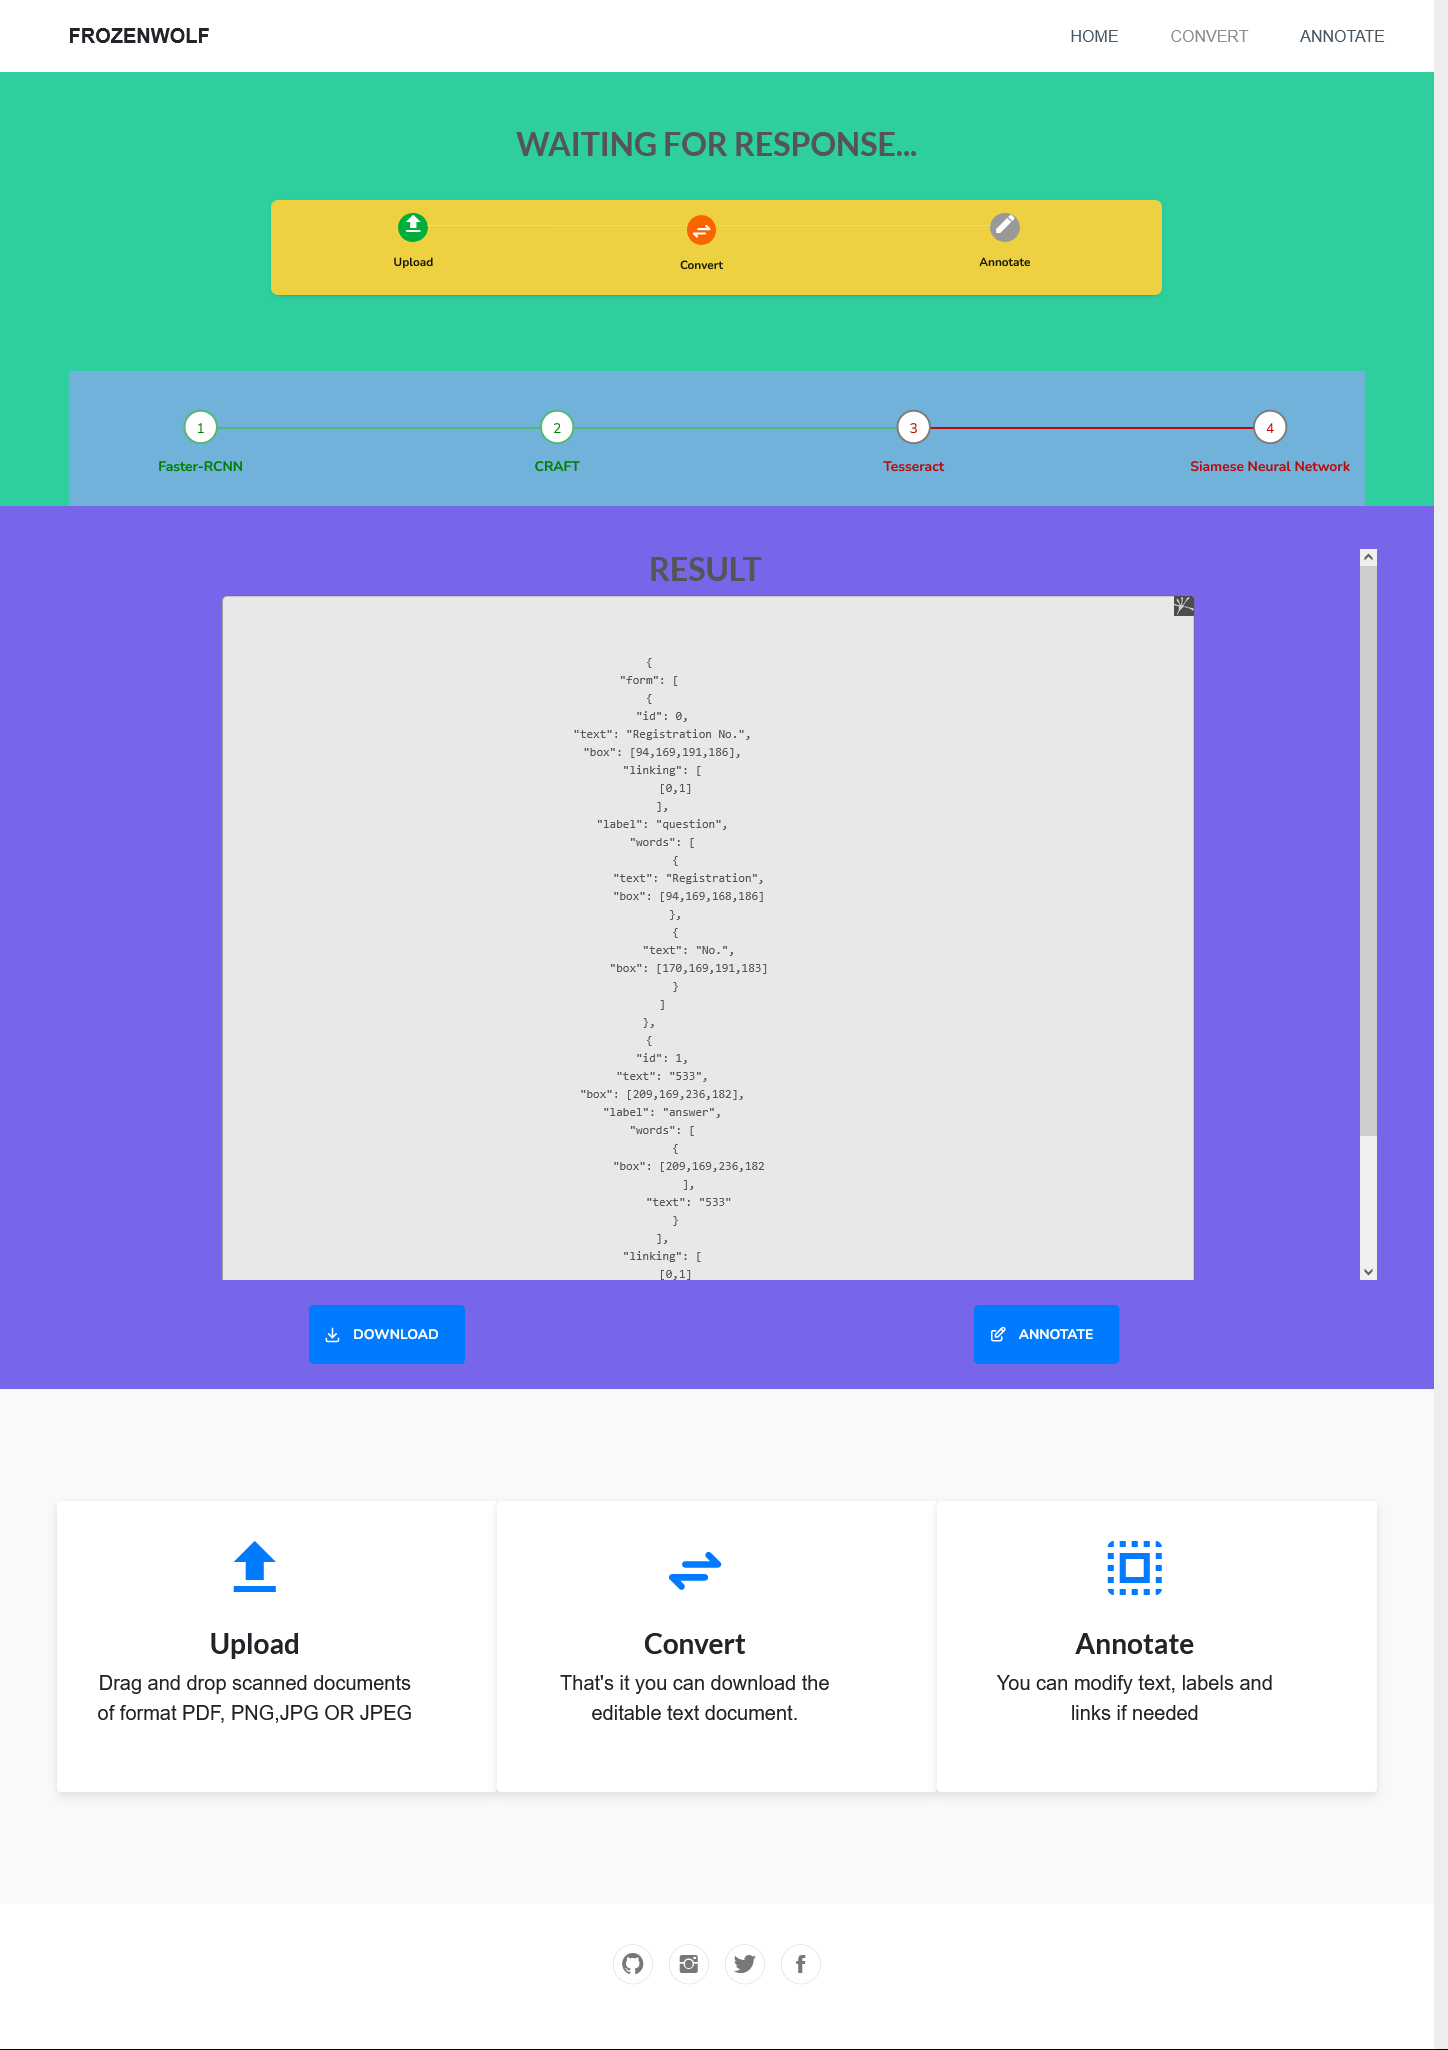 FROZENWOLF
HOME CONVERT ANNOTATE
WAITING FOR RESPONSE...
Upload Convert Annotate
1 2 3 4
Faster-RCNN CRAFT Tesseract Siamese Neural Network
RESULT
{
"form": [
{
"id": 0,
"text": "Registration No.",
"box": [94,169,191,186],
"linking": [
[0,1]
],
"label": "question",
"words": [
{
"text": "Registration",
"box": [94,169,168,186]
},
{
"text": "No.",
"box": [170,169,191,183]
}
]
},
{
"id": 1,
"text": "533",
"box": [209,169,236,182],
"label": "answer",
"words": [
{
"box": [209,169,236,182
],
"text": "533"
}
],
"linking": [
[0,1]
DOWNLOAD ANNOTATE
Upload
Drag and drop scanned documents
of format PDF, PNG,JPG OR JPEG
Convert
That's it you can download the
editable text document.
Annotate
You can modify text, labels and
links if needed